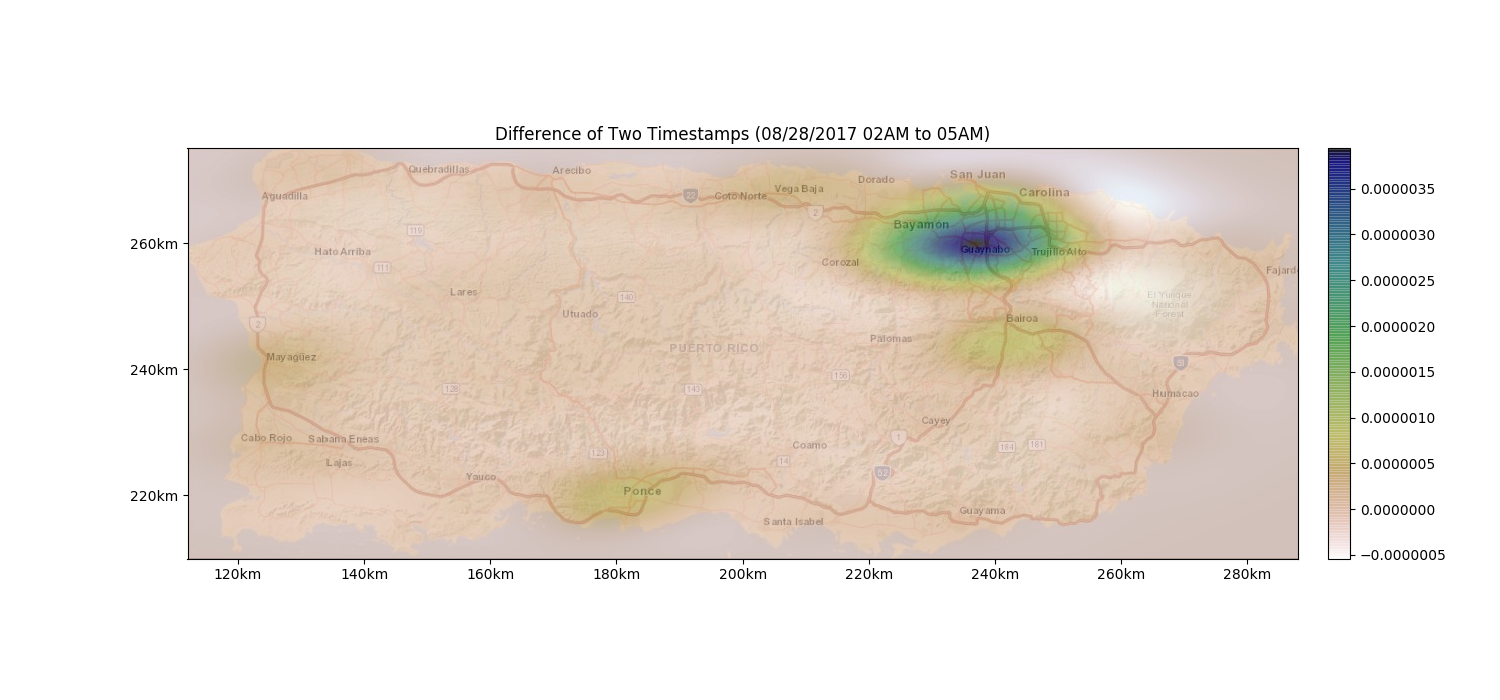 Difference of Two Timestamps (08/28/2017 02AM to 05AM)
Quebradillas
Arecibo
San Juan
Dorado
Aguadilla
22
Coto Norte
Vega Baja
Carolina
2
119
Bayamon
260km
Hato Arriba
Guaynabo
Trujillo Alto
111
Corozal
Fajard
Lares
140
El Yunque
National
Forest
Utuado
2
Bairoa
Palomas
PUERTO RICO
Mayagüez
240km
156
128
143
Humacao
Cayey
Cabo Rojo
Sabana Eneas
1
Coamo
184
181
123
Lajas
14
52
Yauco
Ponce
220km
Santa Isabel
Guayama
120km
140km
160km
180km
200km
220km
240km
260km
280km
0.0000035
0.0000030
0.0000025
0.0000020
0.0000015
0.0000010
0.0000005
0.0000000
−0.0000005